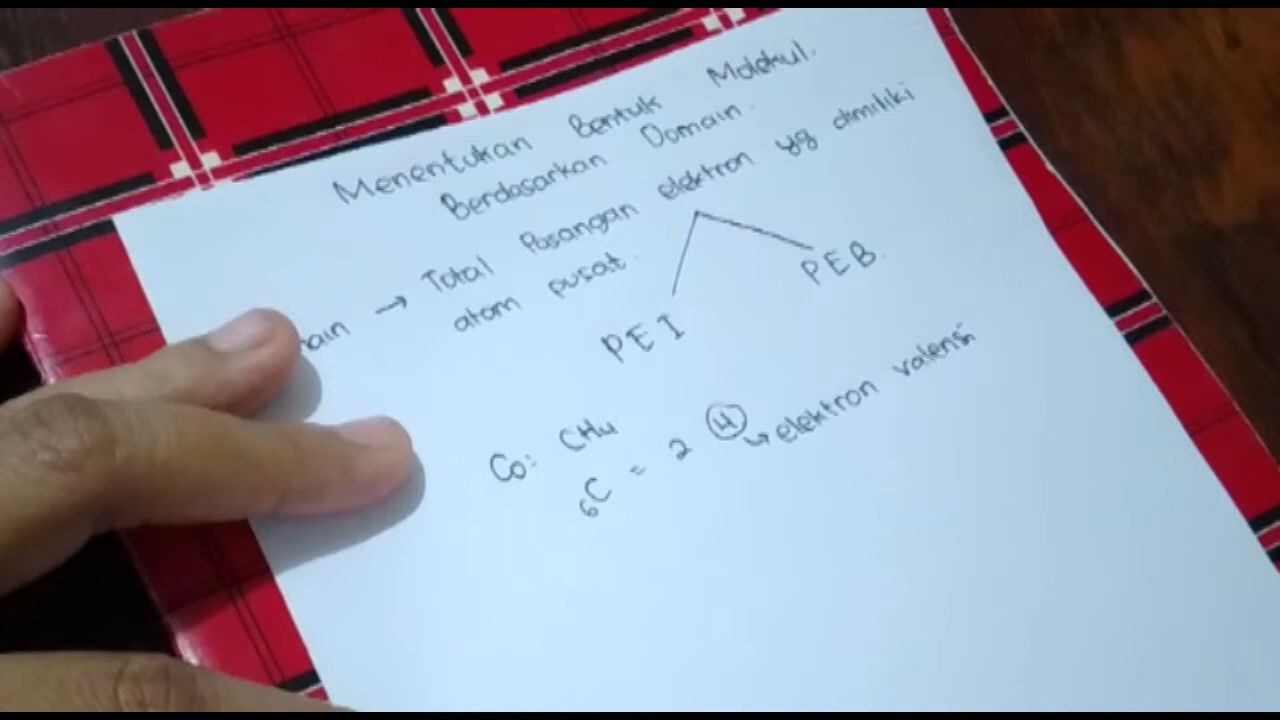 Menentukan Bentuk Molekul.
Berdasarkan Domain.
→ Total Pasangan elektron yg dimiliki
atom pusat.
PEI
PEB.
Co: CH4
6C = 2 4
↳ elektron valensi